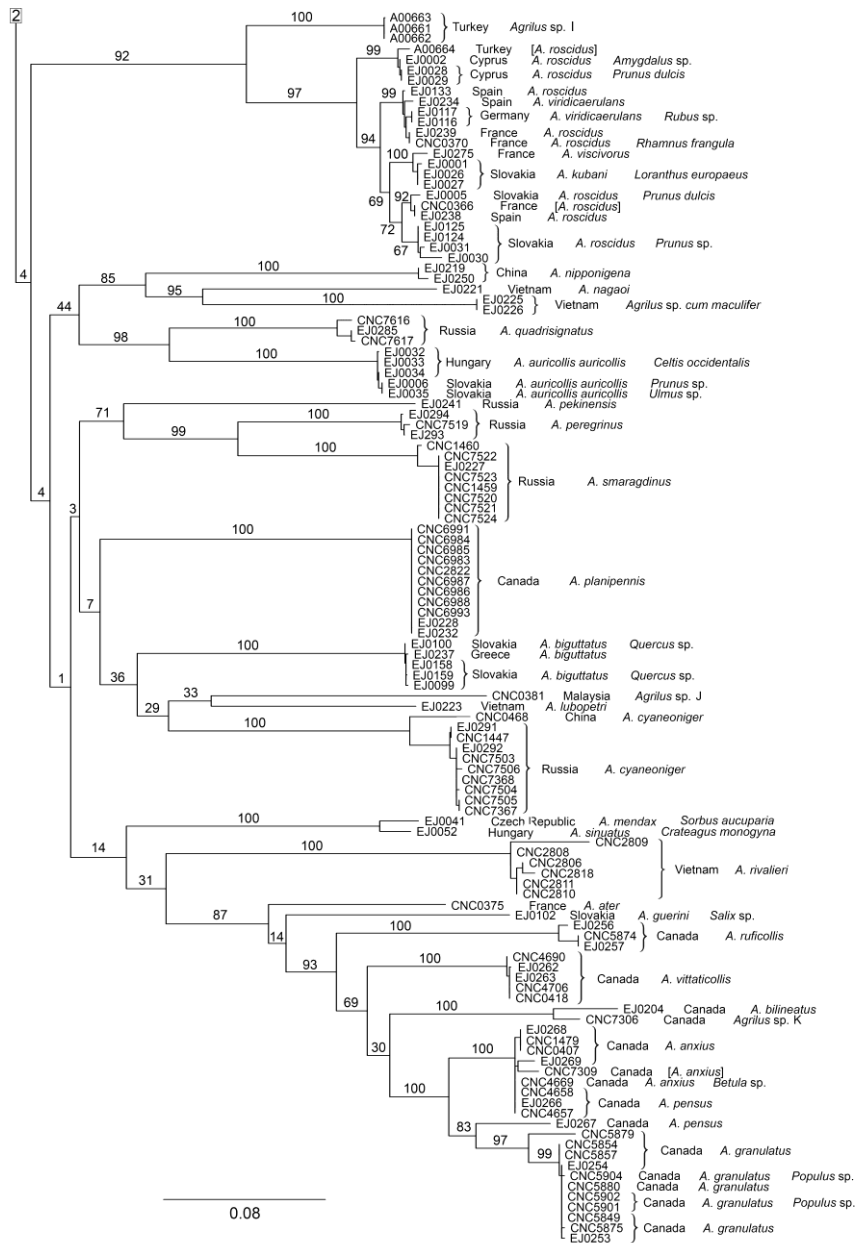 2
100 A00663
A00661 Turkey Agrilus sp. I
A00662
92
99 A00664 Turkey [A. roscidus]
EJ0002 Cyprus A. roscidus Amygdalus sp.
EJ0028 Cyprus A. roscidus Prunus dulcis
EJ0029
97
99 EJ0133 Spain A. roscidus
EJ0234 Spain A. viridicaerulans
EJ0117 Germany A. viridicaerulans Rubus sp.
EJ0116
94
EJ0239 France A. roscidus
CNC0370 France A. roscidus Rhamnus frangula
100 EJ0275 France A. viscivorus
EJ0001
EJ0026 Slovakia A. kubani Loranthus europaeus
EJ0027
69
92 EJ0005 Slovakia A. roscidus Prunus dulcis
CNC0366 France [A. roscidus]
EJ0238 Spain A. roscidus
72
EJ0125
EJ0124
EJ0031 Slovakia A. roscidus Prunus sp.
67
EJ0030
4
100 EJ0219 China A. nipponigena
EJ0250
85
95 EJ0221 Vietnam A. nagaoi
100 EJ0225 Vietnam Agrilus sp. cum maculifer
EJ0226
44
100 CNC7616
EJ0285 Russia A. quadrisignatus
CNC7617
98
100 EJ0032
EJ0033 Hungary A. auricollis auricollis Celtis occidentalis
EJ0034
EJ0006 Slovakia A. auricollis auricollis Prunus sp.
EJ0035 Slovakia A. auricollis auricollis Ulmus sp.
71 EJ0241 Russia A. pekinensis
100 EJ0294
CNC7519 Russia A. peregrinus
EJ293
99
100 CNC1460
CNC7522
EJ0227
CNC7523 Russia A. smaragdinus
CNC1459
CNC7520
CNC7521
CNC7524
4
3
100 CNC6991
CNC6984
CNC6985
CNC6983
CNC2822
CNC6987 Canada A. planipennis
CNC6986
CNC6988
CNC6993
EJ0228
EJ0232
7
100 EJ0100 Slovakia A. biguttatus Quercus sp.
EJ0237 Greece A. biguttatus
EJ0158
EJ0159 Slovakia A. biguttatus Quercus sp.
EJ0099
36
1
33 CNC0381 Malaysia Agrilus sp. J
EJ0223 Vietnam A. lubopetri
29
100 CNC0468 China A. cyaneoniger
EJ0291
CNC1447
EJ0292
CNC7503
CNC7506 Russia A. cyaneoniger
CNC7368
CNC7504
CNC7505
CNC7367
EJ0041 Czech Republic A. mendax Sorbus aucuparia
EJ0052 Hungary A. sinuatus Crateagus monogyna
14
100 CNC2809
CNC2808
CNC2806
CNC2818 Vietnam A. rivalieri
CNC2811
CNC2810
31
CNC0375 France A. ater
87
EJ0102 Slovakia A. guerini Salix sp.
14
100 EJ0256
CNC5874 Canada A. ruficollis
EJ0257
93
100 CNC4690
EJ0262
EJ0263 Canada A. vittaticollis
CNC4706
CNC0418
69
100 EJ0204 Canada A. bilineatus
CNC7306 Canada Agrilus sp. K
30
100 EJ0268
CNC1479 Canada A. anxius
CNC0407
EJ0269
CNC7309 Canada [A. anxius]
CNC4669 Canada A. anxius Betula sp.
CNC4658
EJ0266 Canada A. pensus
CNC4657
100
83 EJ0267 Canada A. pensus
97 CNC5879
CNC5854
CNC5857 Canada A. granulatus
99 EJ0254
CNC5904 Canada A. granulatus Populus sp.
CNC5880 Canada A. granulatus
CNC5902 Canada A. granulatus Populus sp.
CNC5901
CNC5849
CNC5875 Canada A. granulatus
EJ0253
0.08